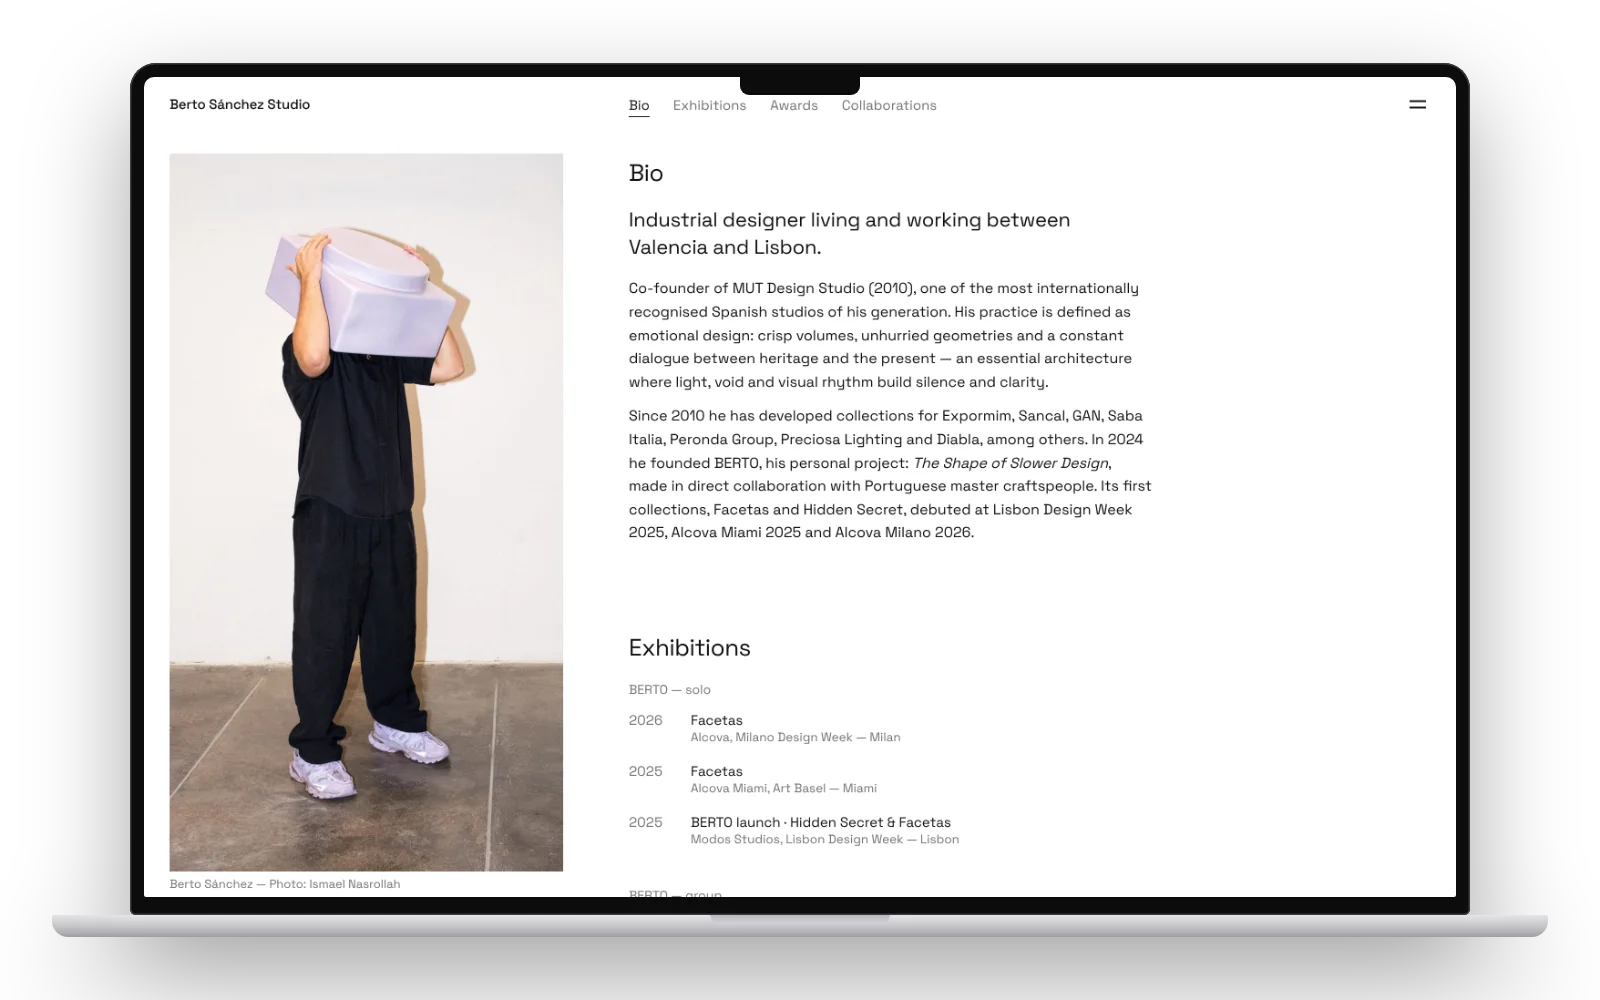 Berto Sánchez Studio
Bio Exhibitions Awards Collaborations
Berto Sánchez — Photo: Ismael Nasrollah
Bio
Industrial designer living and working between
Valencia and Lisbon.
Co-founder of MUT Design Studio (2010), one of the most internationally
recognised Spanish studios of his generation. His practice is defined as
emotional design: crisp volumes, unhurried geometries and a constant
dialogue between heritage and the present — an essential architecture
where light, void and visual rhythm build silence and clarity.
Since 2010 he has developed collections for Expormim, Sancal, GAN, Saba
Italia, Peronda Group, Preciosa Lighting and Diabla, among others. In 2024
he founded BERTO, his personal project: The Shape of Slower Design,
made in direct collaboration with Portuguese master craftspeople. Its first
collections, Facetas and Hidden Secret, debuted at Lisbon Design Week
2025, Alcova Miami 2025 and Alcova Milano 2026.
Exhibitions
BERTO — solo
2026 Facetas
Alcova, Milano Design Week — Milan
2025 Facetas
Alcova Miami, Art Basel — Miami
2025 BERTO launch · Hidden Secret & Facetas
Modos Studios, Lisbon Design Week — Lisbon
BERTO — group